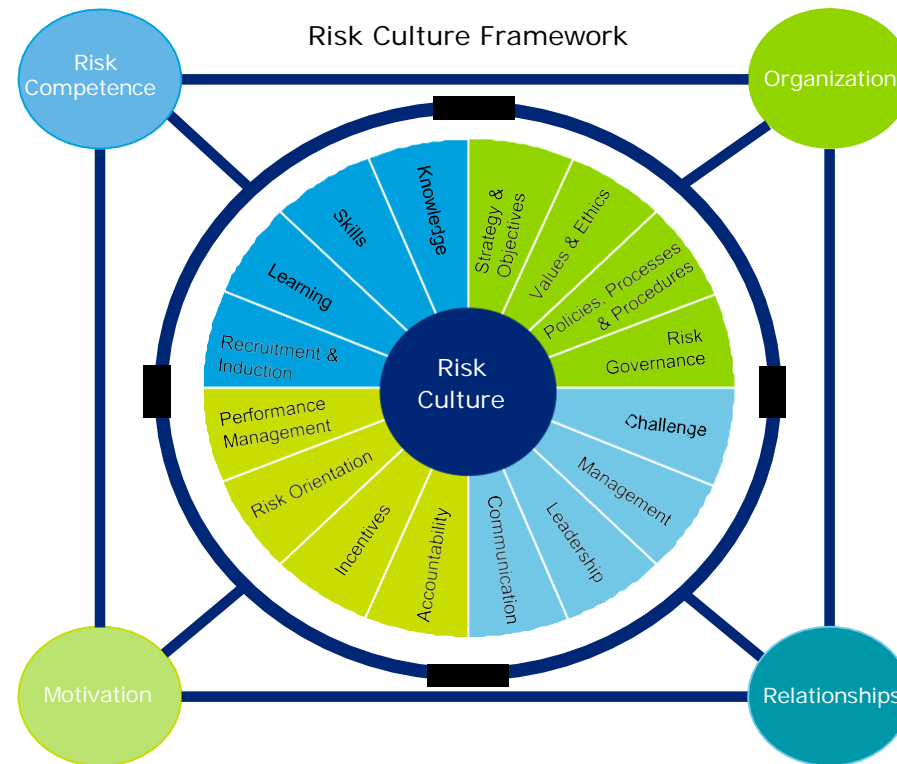 Risk Culture Framework
Risk
Competence
Organization
Knowledge
Skills
Learning
Recruitment &
Induction
Strategy &
Objectives
Values & Ethics
Policies, Processes
& Procedures
Risk
Governance
Risk
Culture
Performance
Management
Risk Orientation
Incentives
Accountability
Challenge
Management
Leadership
Communication
Motivation
Relationships